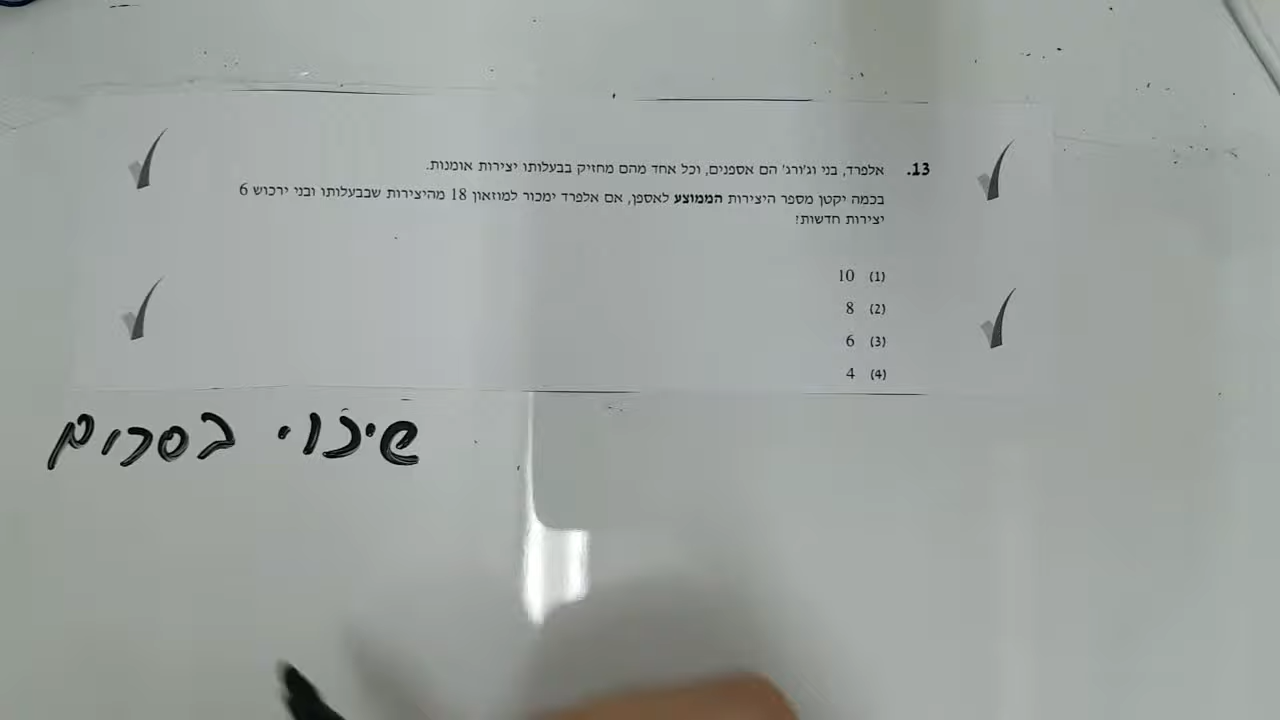 13. אלפרד, בני וג'ורג' הם אספנים, וכל אחד מהם מחזיק בבעלותו יצירות אומנות.
בכמה יקטן מספר היצירות הממוצע לאספן, אם אלפרד ימכור למוזאון 18 מהיצירות שבבעלותו ובני ירכוש 6
יצירות חדשות?
(1) 10
(2) 8
(3) 6
(4) 4
שינוי בסכום